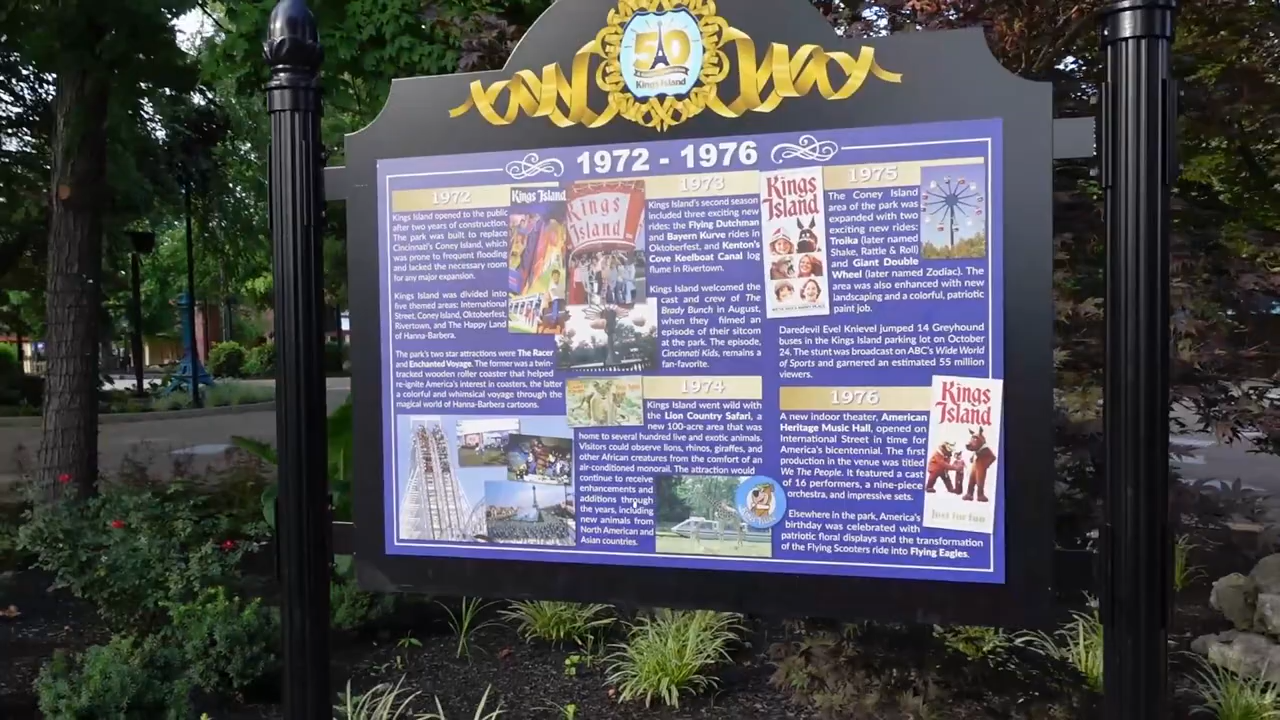 50
Kings Island
1972 - 1976
1972
Kings Island opened to the public
after two years of construction.
The park was built to replace
Cincinnati's Coney Island, which
was prone to frequent flooding
and lacked the necessary room
for any major expansion.
Kings Island was divided into
five themed areas: International
Street, Coney Island, Oktoberfest,
Rivertown, and The Happy Land
of Hanna-Barbera.
The park's two star attractions were The Racer
and Enchanted Voyage. The former was a twin-
tracked wooden roller coaster that helped
re-ignite America's interest in coasters, the latter
a colorful and whimsical voyage through the
magical world of Hanna-Barbera cartoons.
Kings Island
Kings
Island
1973
Kings Island's second season
included three exciting new
rides: the Flying Dutchman
and Bayern Kurve rides in
Oktoberfest, and Kenton's
Cove Keelboat Canal log
flume in Rivertown.
Kings Island welcomed the
cast and crew of The
Brady Bunch in August,
when they filmed an
episode of their sitcom
at the park. The episode,
Cincinnati Kids, remains a
fan-favorite.
1974
Kings Island went wild with
the Lion Country Safari, a
new 100-acre area that was
home to several hundred live and exotic animals.
Visitors could observe lions, rhinos, giraffes, and
other African creatures from the comfort of an
air-conditioned monorail. The attraction would
continue to receive
enhancements and
additions through
the years, including
new animals from
North American and
Asian countries.
Kings
Island
1975
The Coney Island
area of the park was
expanded with two
exciting new rides:
Troika (later named
Shake, Rattle & Roll)
and Giant Double
Wheel (later named Zodiac). The
area was also enhanced with new
landscaping and a colorful, patriotic
paint job.
Daredevil Evel Knievel jumped 14 Greyhound
buses in the Kings Island parking lot on October
24. The stunt was broadcast on ABC's Wide World
of Sports and garnered an estimated 55 million
viewers.
1976
A new indoor theater, American
Heritage Music Hall, opened on
International Street in time for
America's bicentennial. The first
production in the venue was titled
We The People. It featured a cast
of 16 performers, a nine-piece
orchestra, and impressive sets.
Elsewhere in the park, America's
birthday was celebrated with
patriotic floral displays and the transformation
of the Flying Scooters ride into Flying Eagles.
Kings
Island
Just for fun